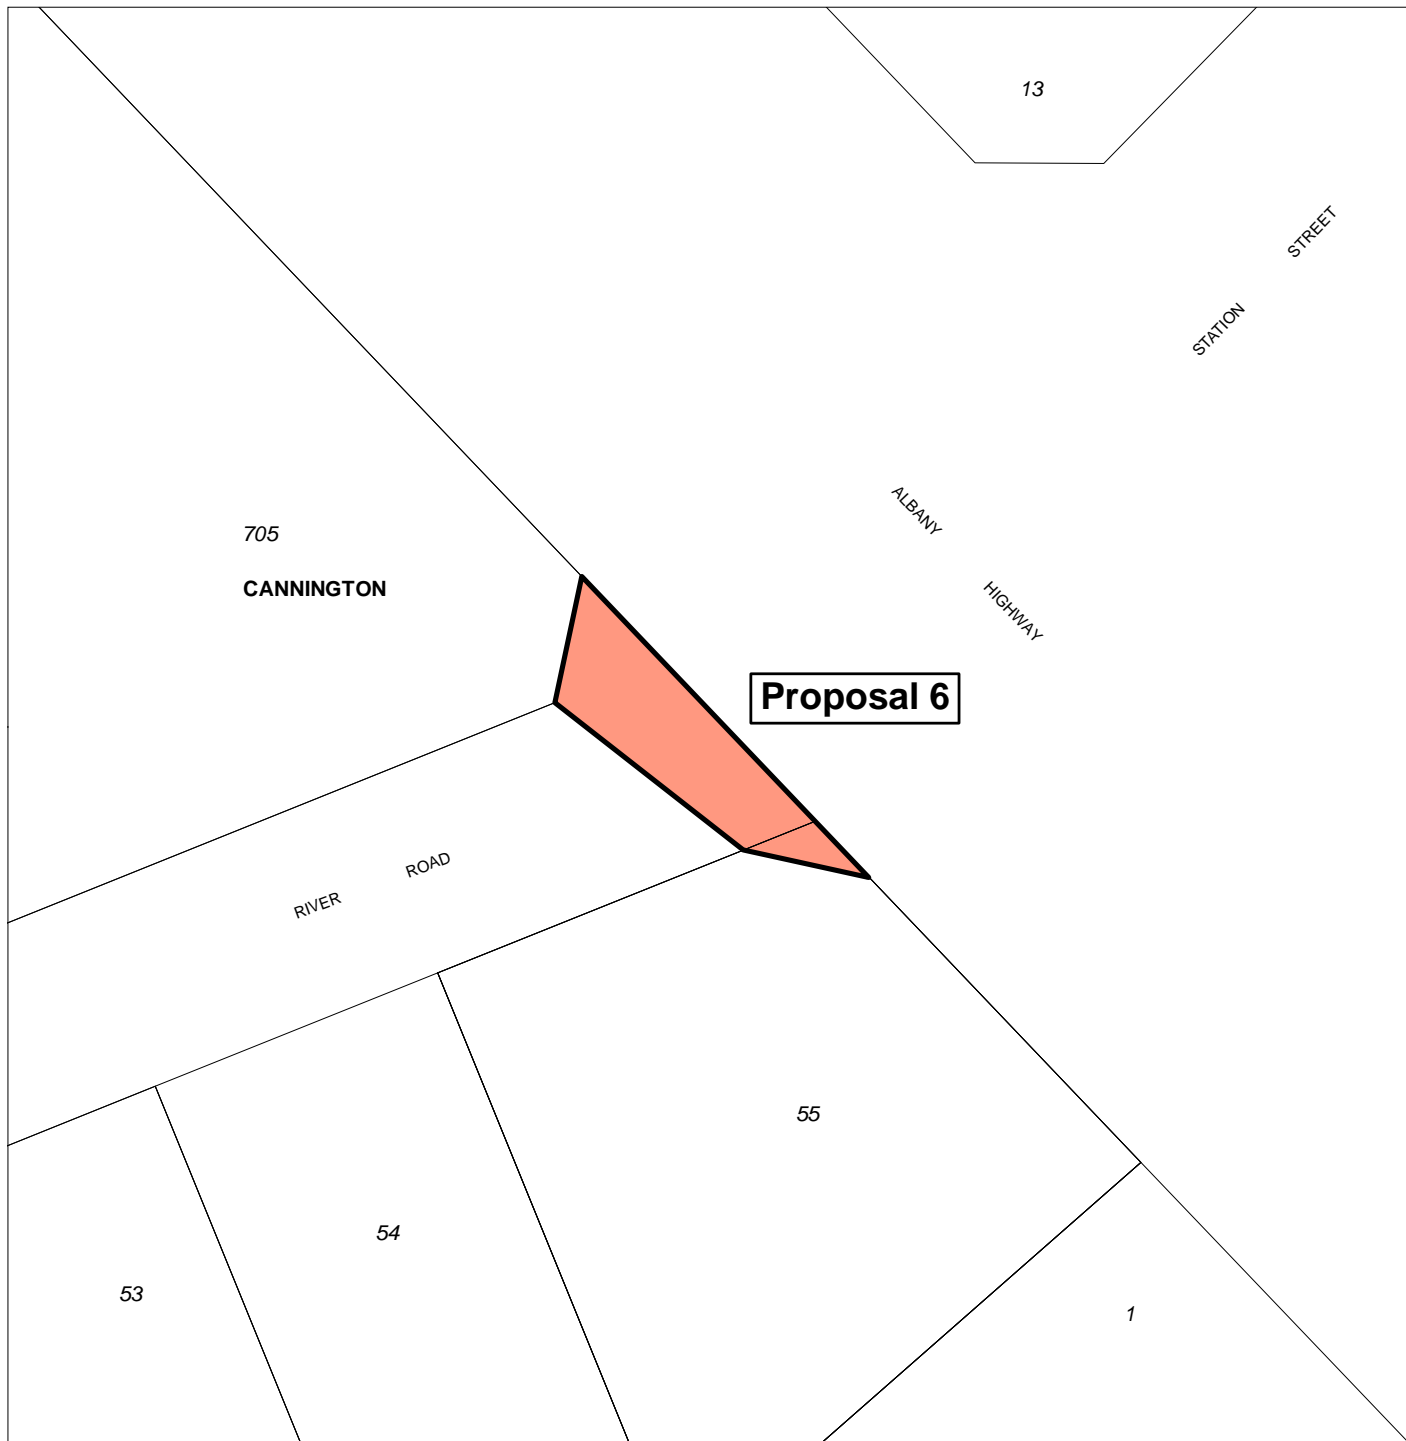 13
STREET
STATION
ALBANY
705
CANNINGTON
HIGHWAY
Proposal 6
ROAD
RIVER
55
54
53
1